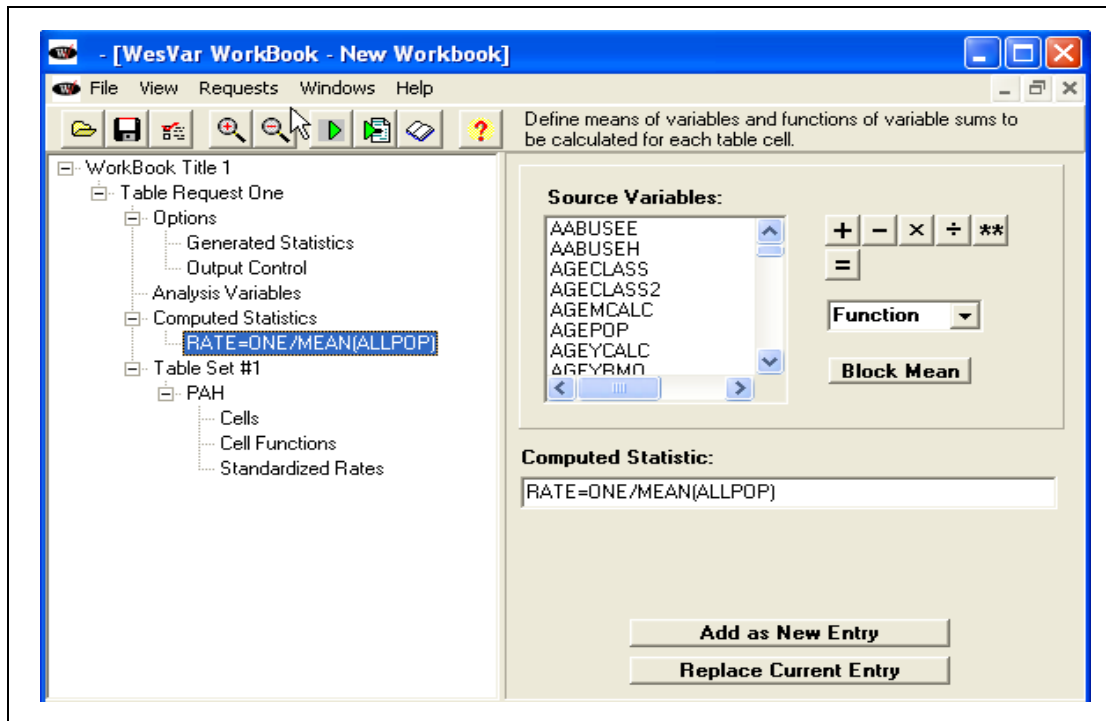 - [WesVar WorkBook - New Workbook]
File View Requests Windows Help
Define means of variables and functions of variable sums to
be calculated for each table cell.
WorkBook Title 1
Table Request One
Options
Generated Statistics
Output Control
Analysis Variables
Computed Statistics
RATE=ONE/MEAN(ALLPOP)
Table Set #1
PAH
Cells
Cell Functions
Standardized Rates
Source Variables:
AABUSEE
AABUSEH
AGECLASS
AGECLASS2
AGEMCALC
AGEPOP
AGEYCALC
AGEYRMO
+ − × ÷ **
=
Function
Block Mean
Computed Statistic:
RATE=ONE/MEAN(ALLPOP)
Add as New Entry
Replace Current Entry